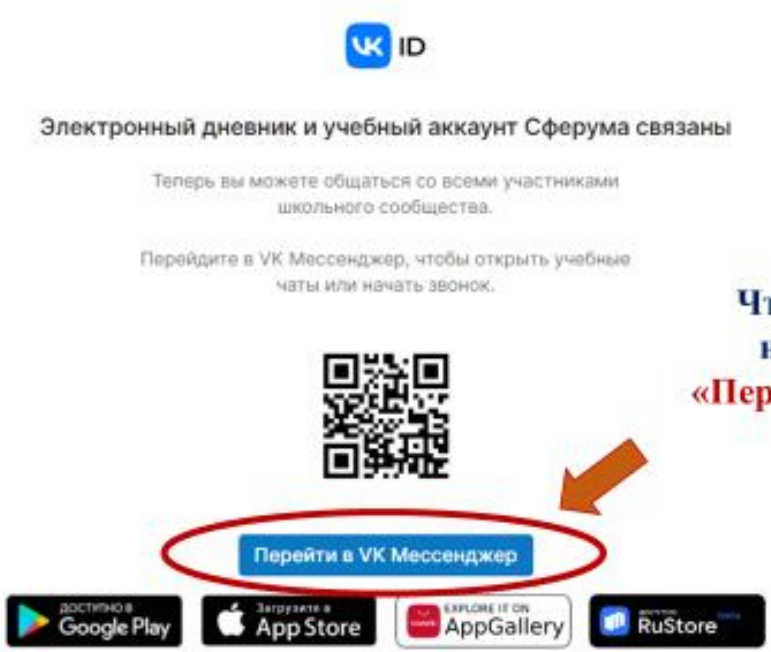 VK ID
Электронный дневник и учебный аккаунт Сферума связаны
Теперь вы можете общаться со всеми участниками
школьного сообщества.
Перейдите в VK Мессенджер, чтобы открыть учебные
чаты или начать звонок.
Чт
н
«Пер
Перейти в VK Мессенджер
ДОСТУПНО В
Google Play
Загрузите в
App Store
EXPLORE IT ON
AppGallery
RuStore